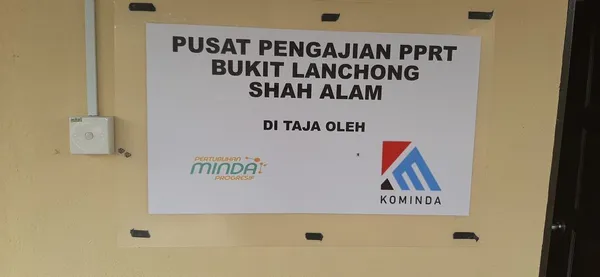 PUSAT PENGAJIAN PPRT
BUKIT LANCHONG
SHAH ALAM
DI TAJA OLEH
PERTUBUHAN
MINDA
PROGRESIF
KOMINDA